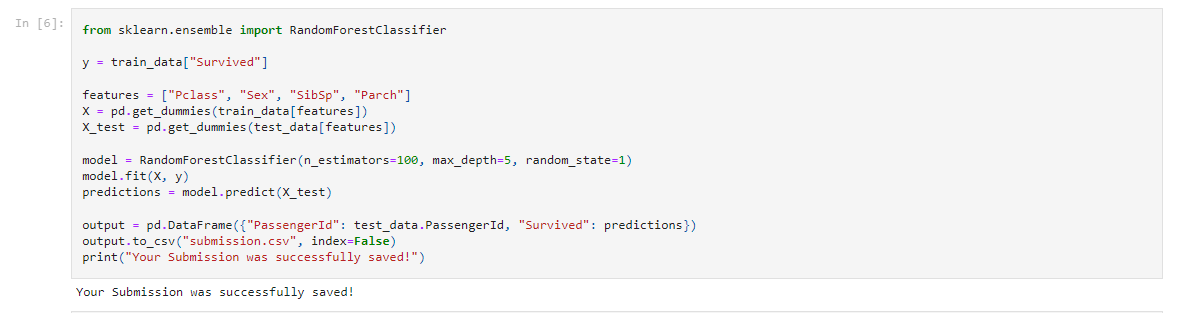 In [6]:
from sklearn.ensemble import RandomForestClassifier
y = train_data["Survived"]
features = ["Pclass", "Sex", "SibSp", "Parch"]
X = pd.get_dummies(train_data[features])
X_test = pd.get_dummies(test_data[features])
model = RandomForestClassifier(n_estimators=100, max_depth=5, random_state=1)
model.fit(X, y)
predictions = model.predict(X_test)
output = pd.DataFrame({"PassengerId": test_data.PassengerId, "Survived": predictions})
output.to_csv("submission.csv", index=False)
print("Your Submission was successfully saved!")
Your Submission was successfully saved!